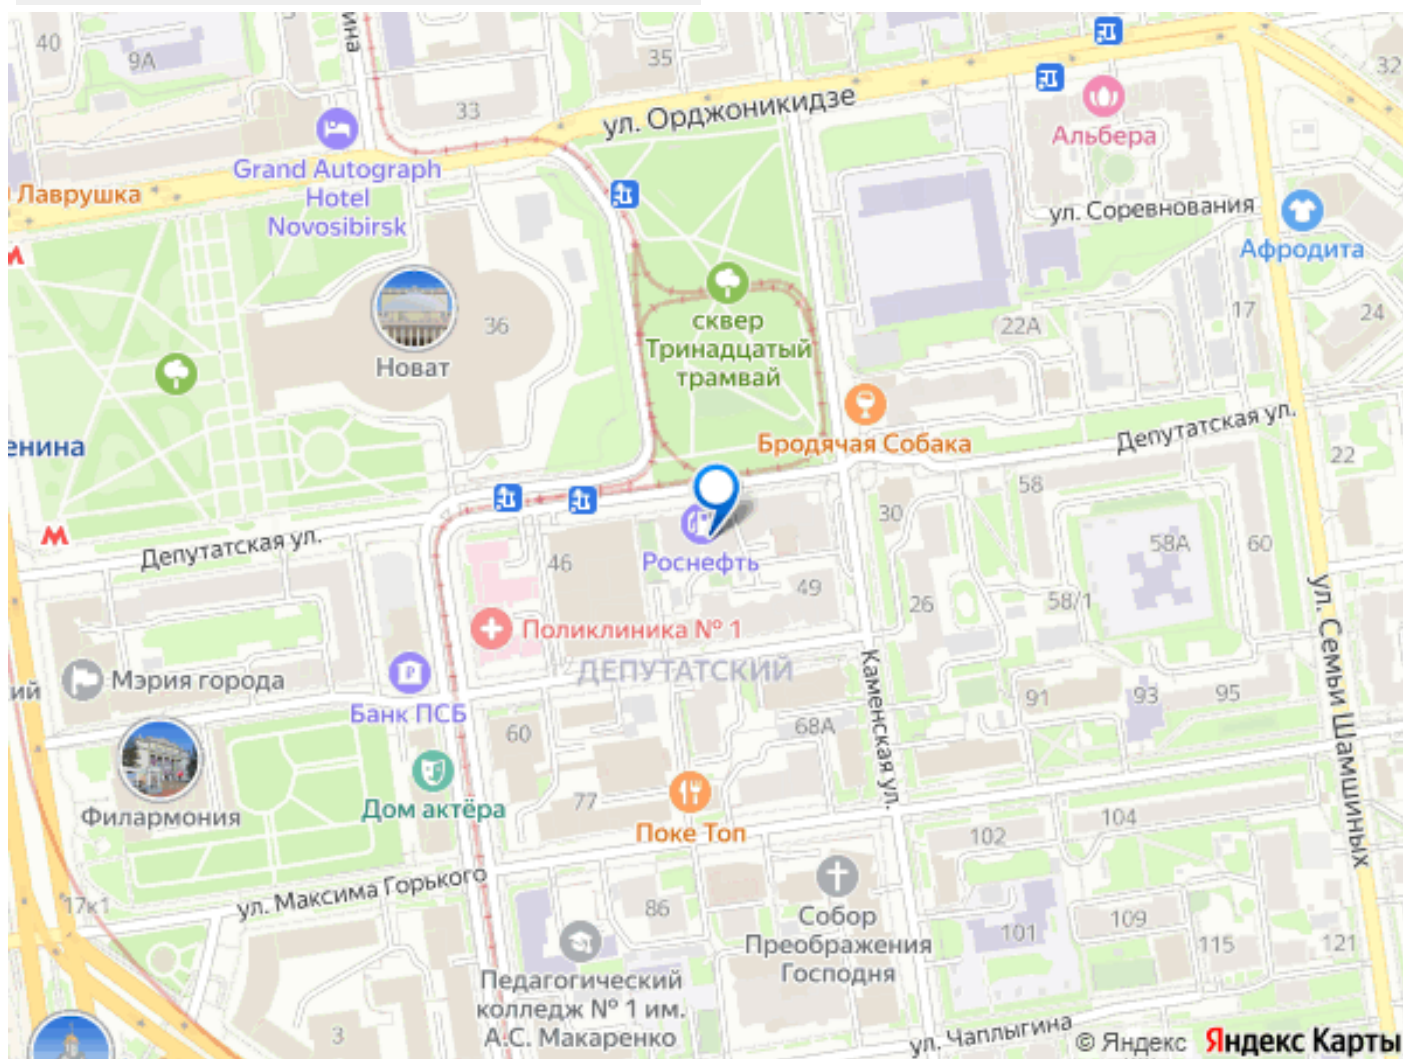 40
9А
ина
35
32
33
ул. Орджоникидзе
Альбера
Grand Autograph
Hotel
Novosibirsk
Лаврушка
ул. Соревнования
Афродита
36
Новат
сквер
Тринадцатый
трамвай
22А
17
24
енина
Бродячая Собака
Депутатская ул.
22
58
30
Депутатская ул.
Роснефть
46
49
58А
60
26
58/1
Поликлиника № 1
ДЕПУТАТСКИЙ
ул. Семьи Шамшиных
Каменская ул.
ий
Мэрия города
Банк ПСБ
91
93
95
60
68А
Филармония
Дом актёра
77
Поке Топ
102
104
ул. Максима Горького
17к1
86
Собор
Преображения
Господня
101
109
115
121
Педагогический
колледж № 1 им.
А.С. Макаренко
3
ул. Чаплыгина
© Яндекс Яндекс Карты